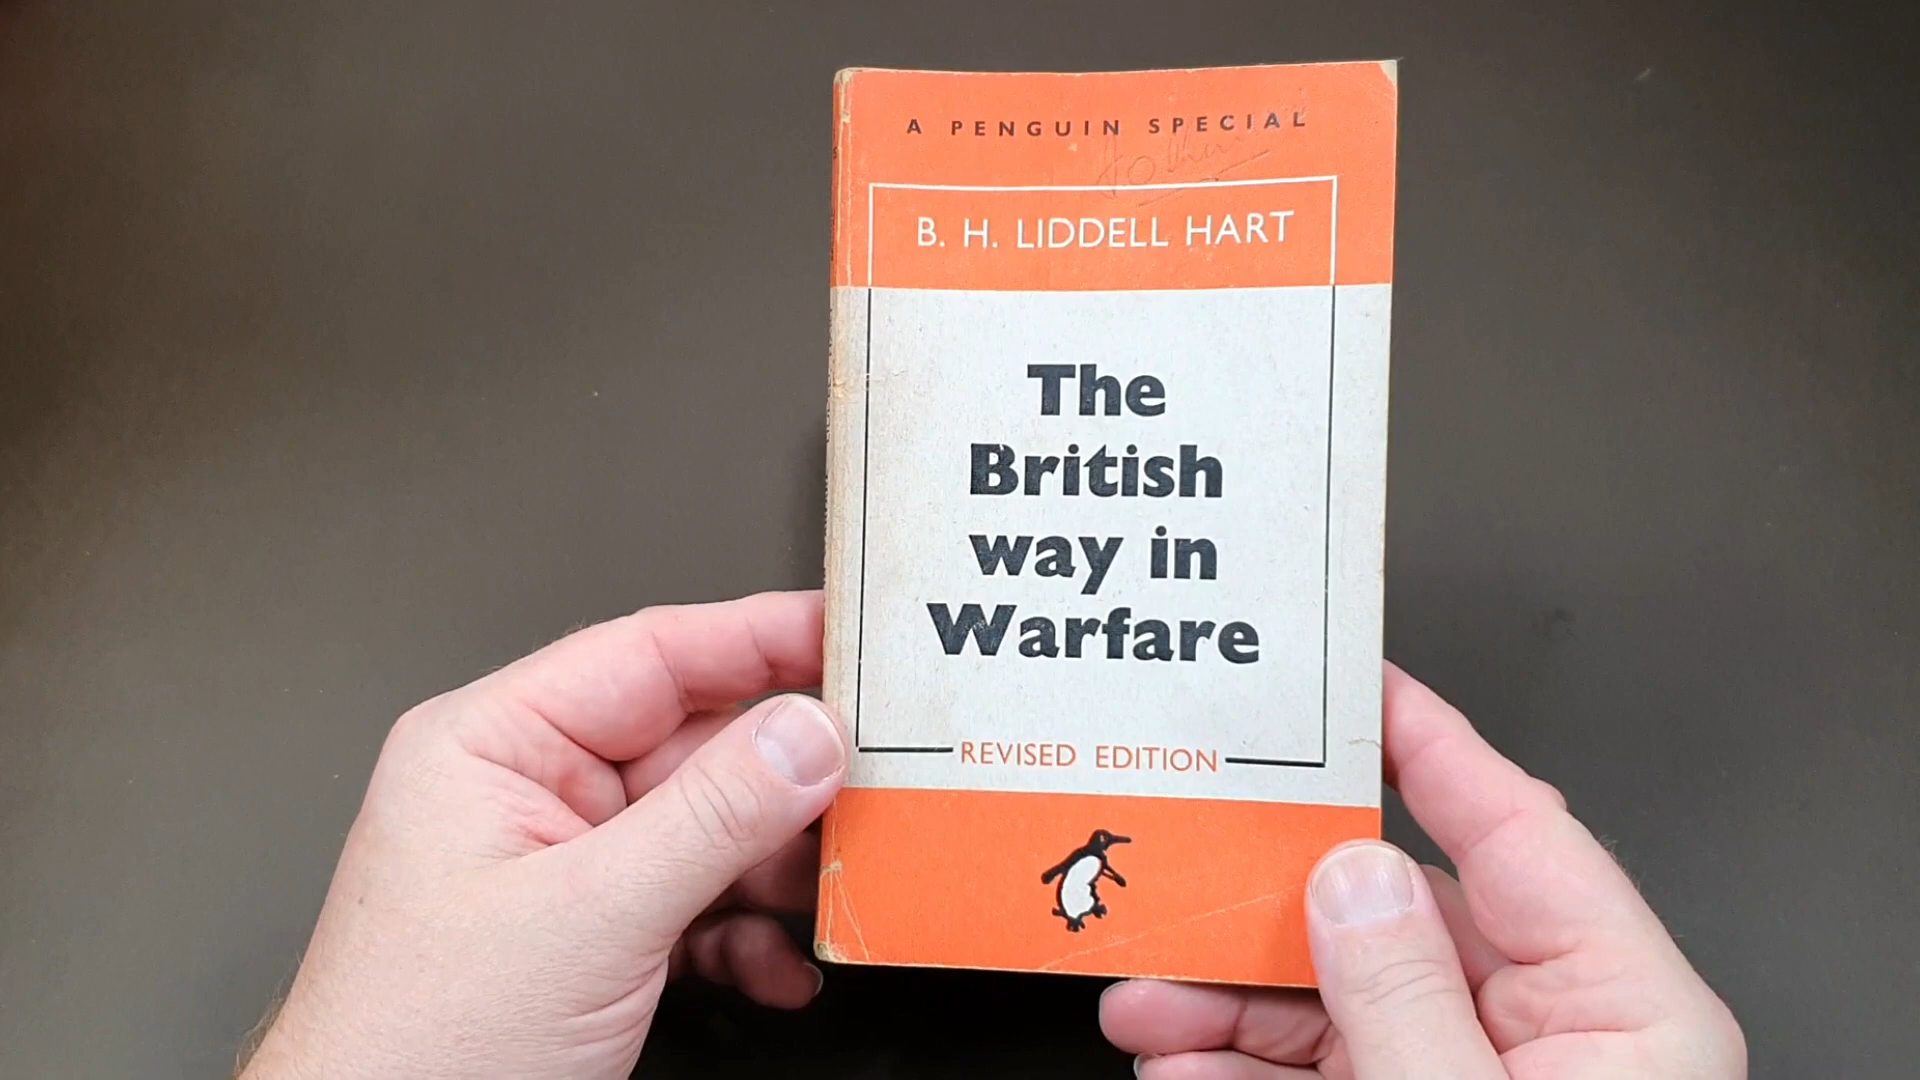 A PENGUIN SPECIAL
B. H. LIDDELL HART
The
British
way in
Warfare
REVISED EDITION